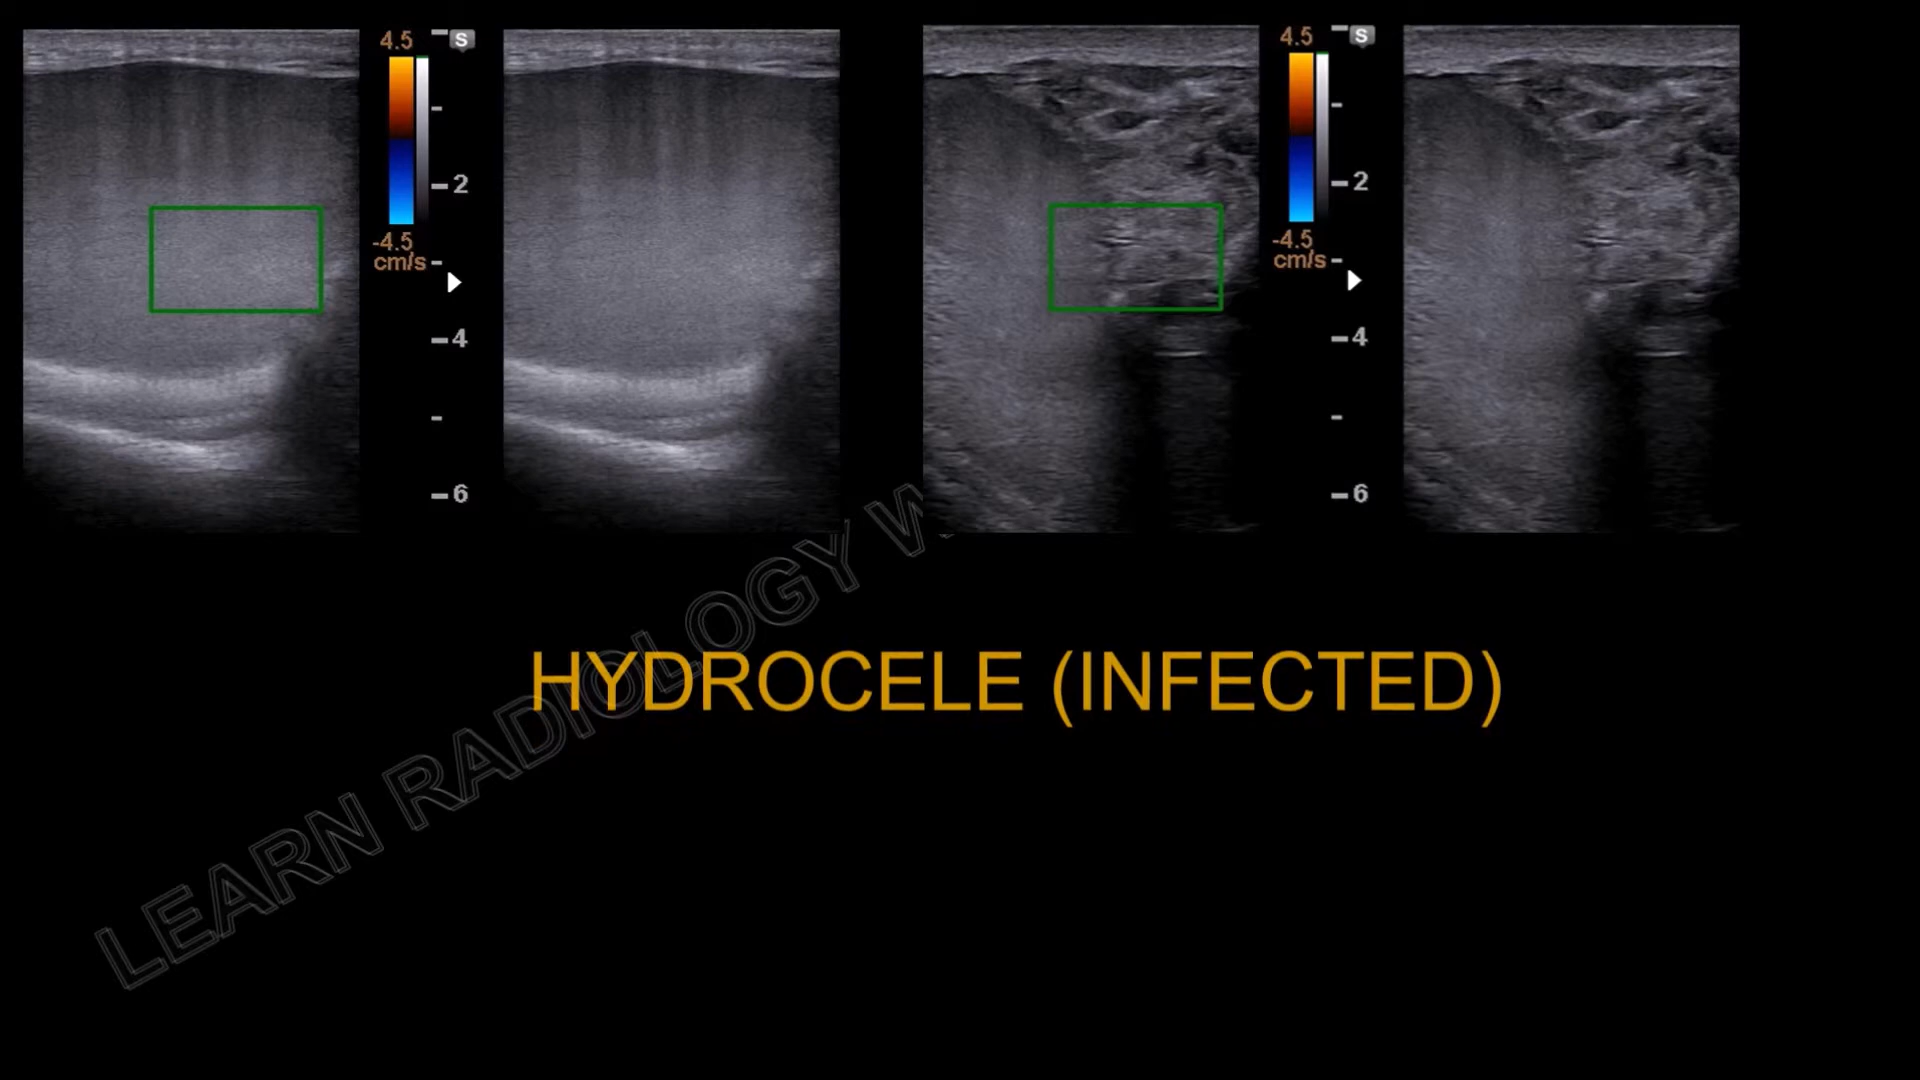 4.5
S
2
-4.5
cm/s
4
6
4.5
S
2
-4.5
cm/s
4
6
LEARN RADIOLOGY
HYDROCELE (INFECTED)